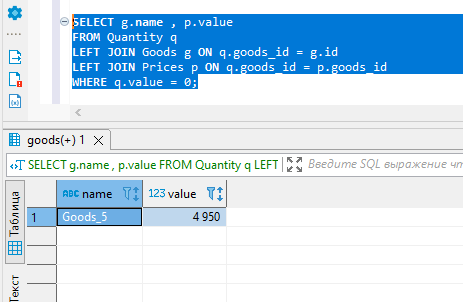 SELECT g.name , p.value
FROM Quantity q
LEFT JOIN Goods g ON q.goods_id = g.id
LEFT JOIN Prices p ON q.goods_id = p.goods_id
WHERE q.value = 0;
goods(+) 1
SELECT g.name , p.value FROM Quantity q LEFT
Введите SQL выражение чт
Таблица
Текст
ABC name
123 value
1
Goods_5
4 950